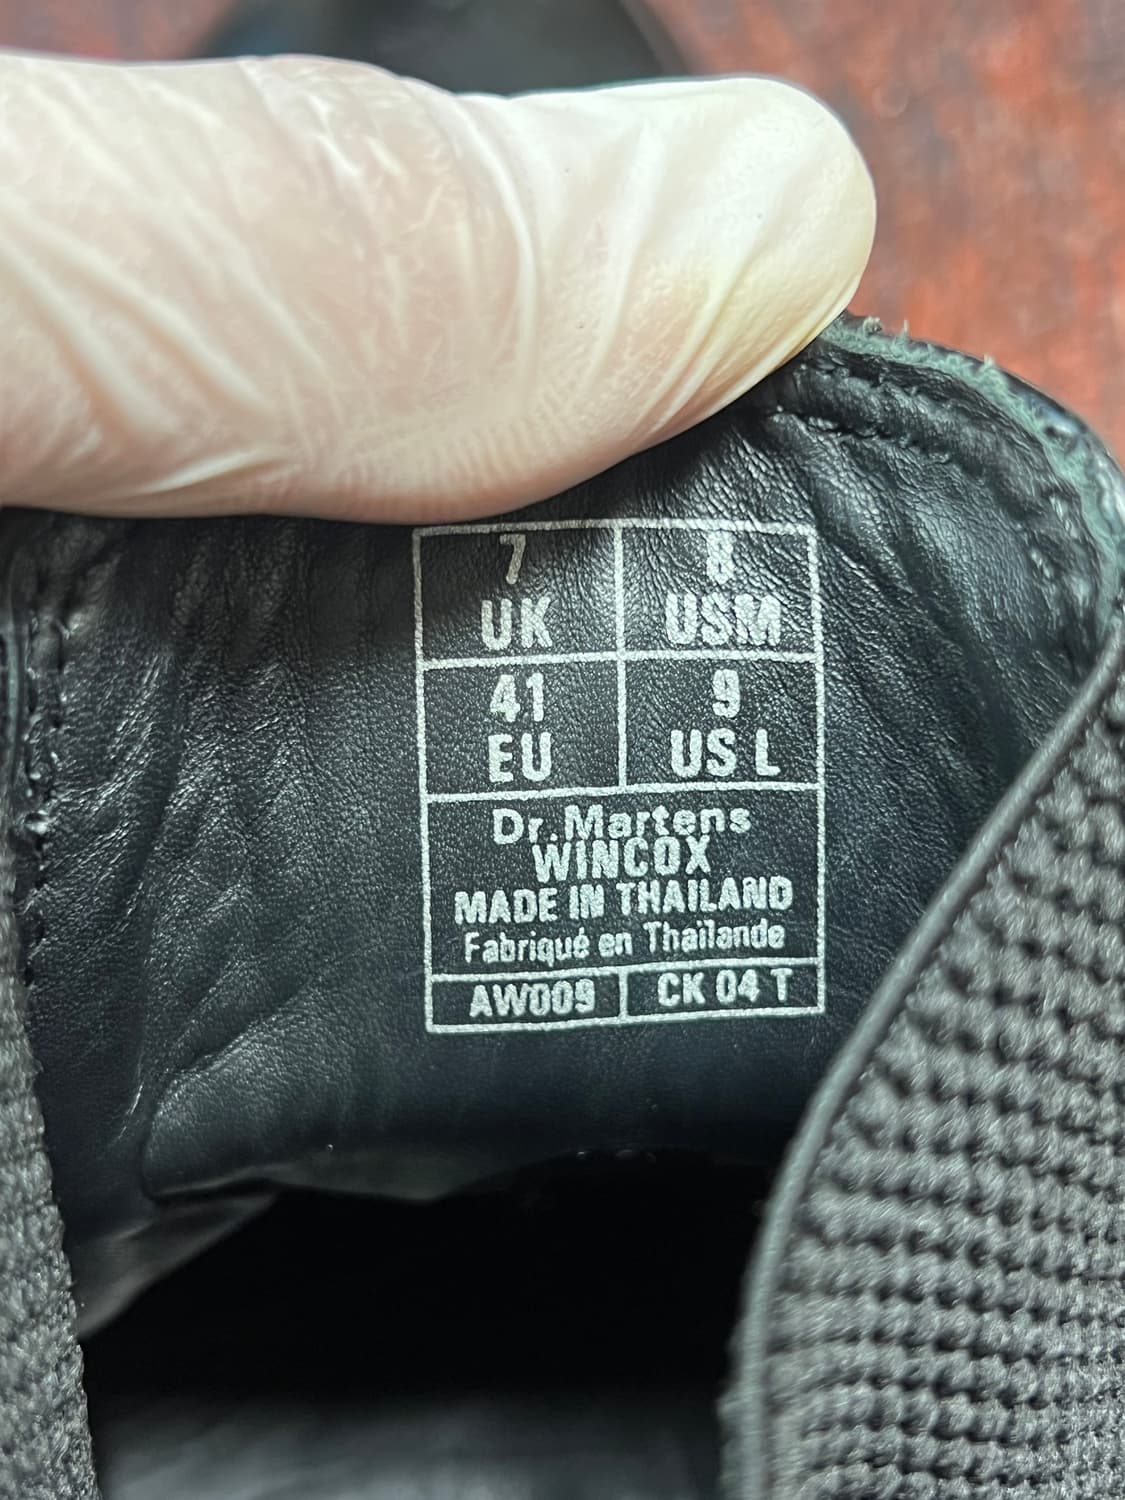 7 8
UK USM
41 9
EU US L
Dr. Martens
WINCOX
MADE IN THAILAND
Fabriqué en Thaïlande
AW009 CK 04 T